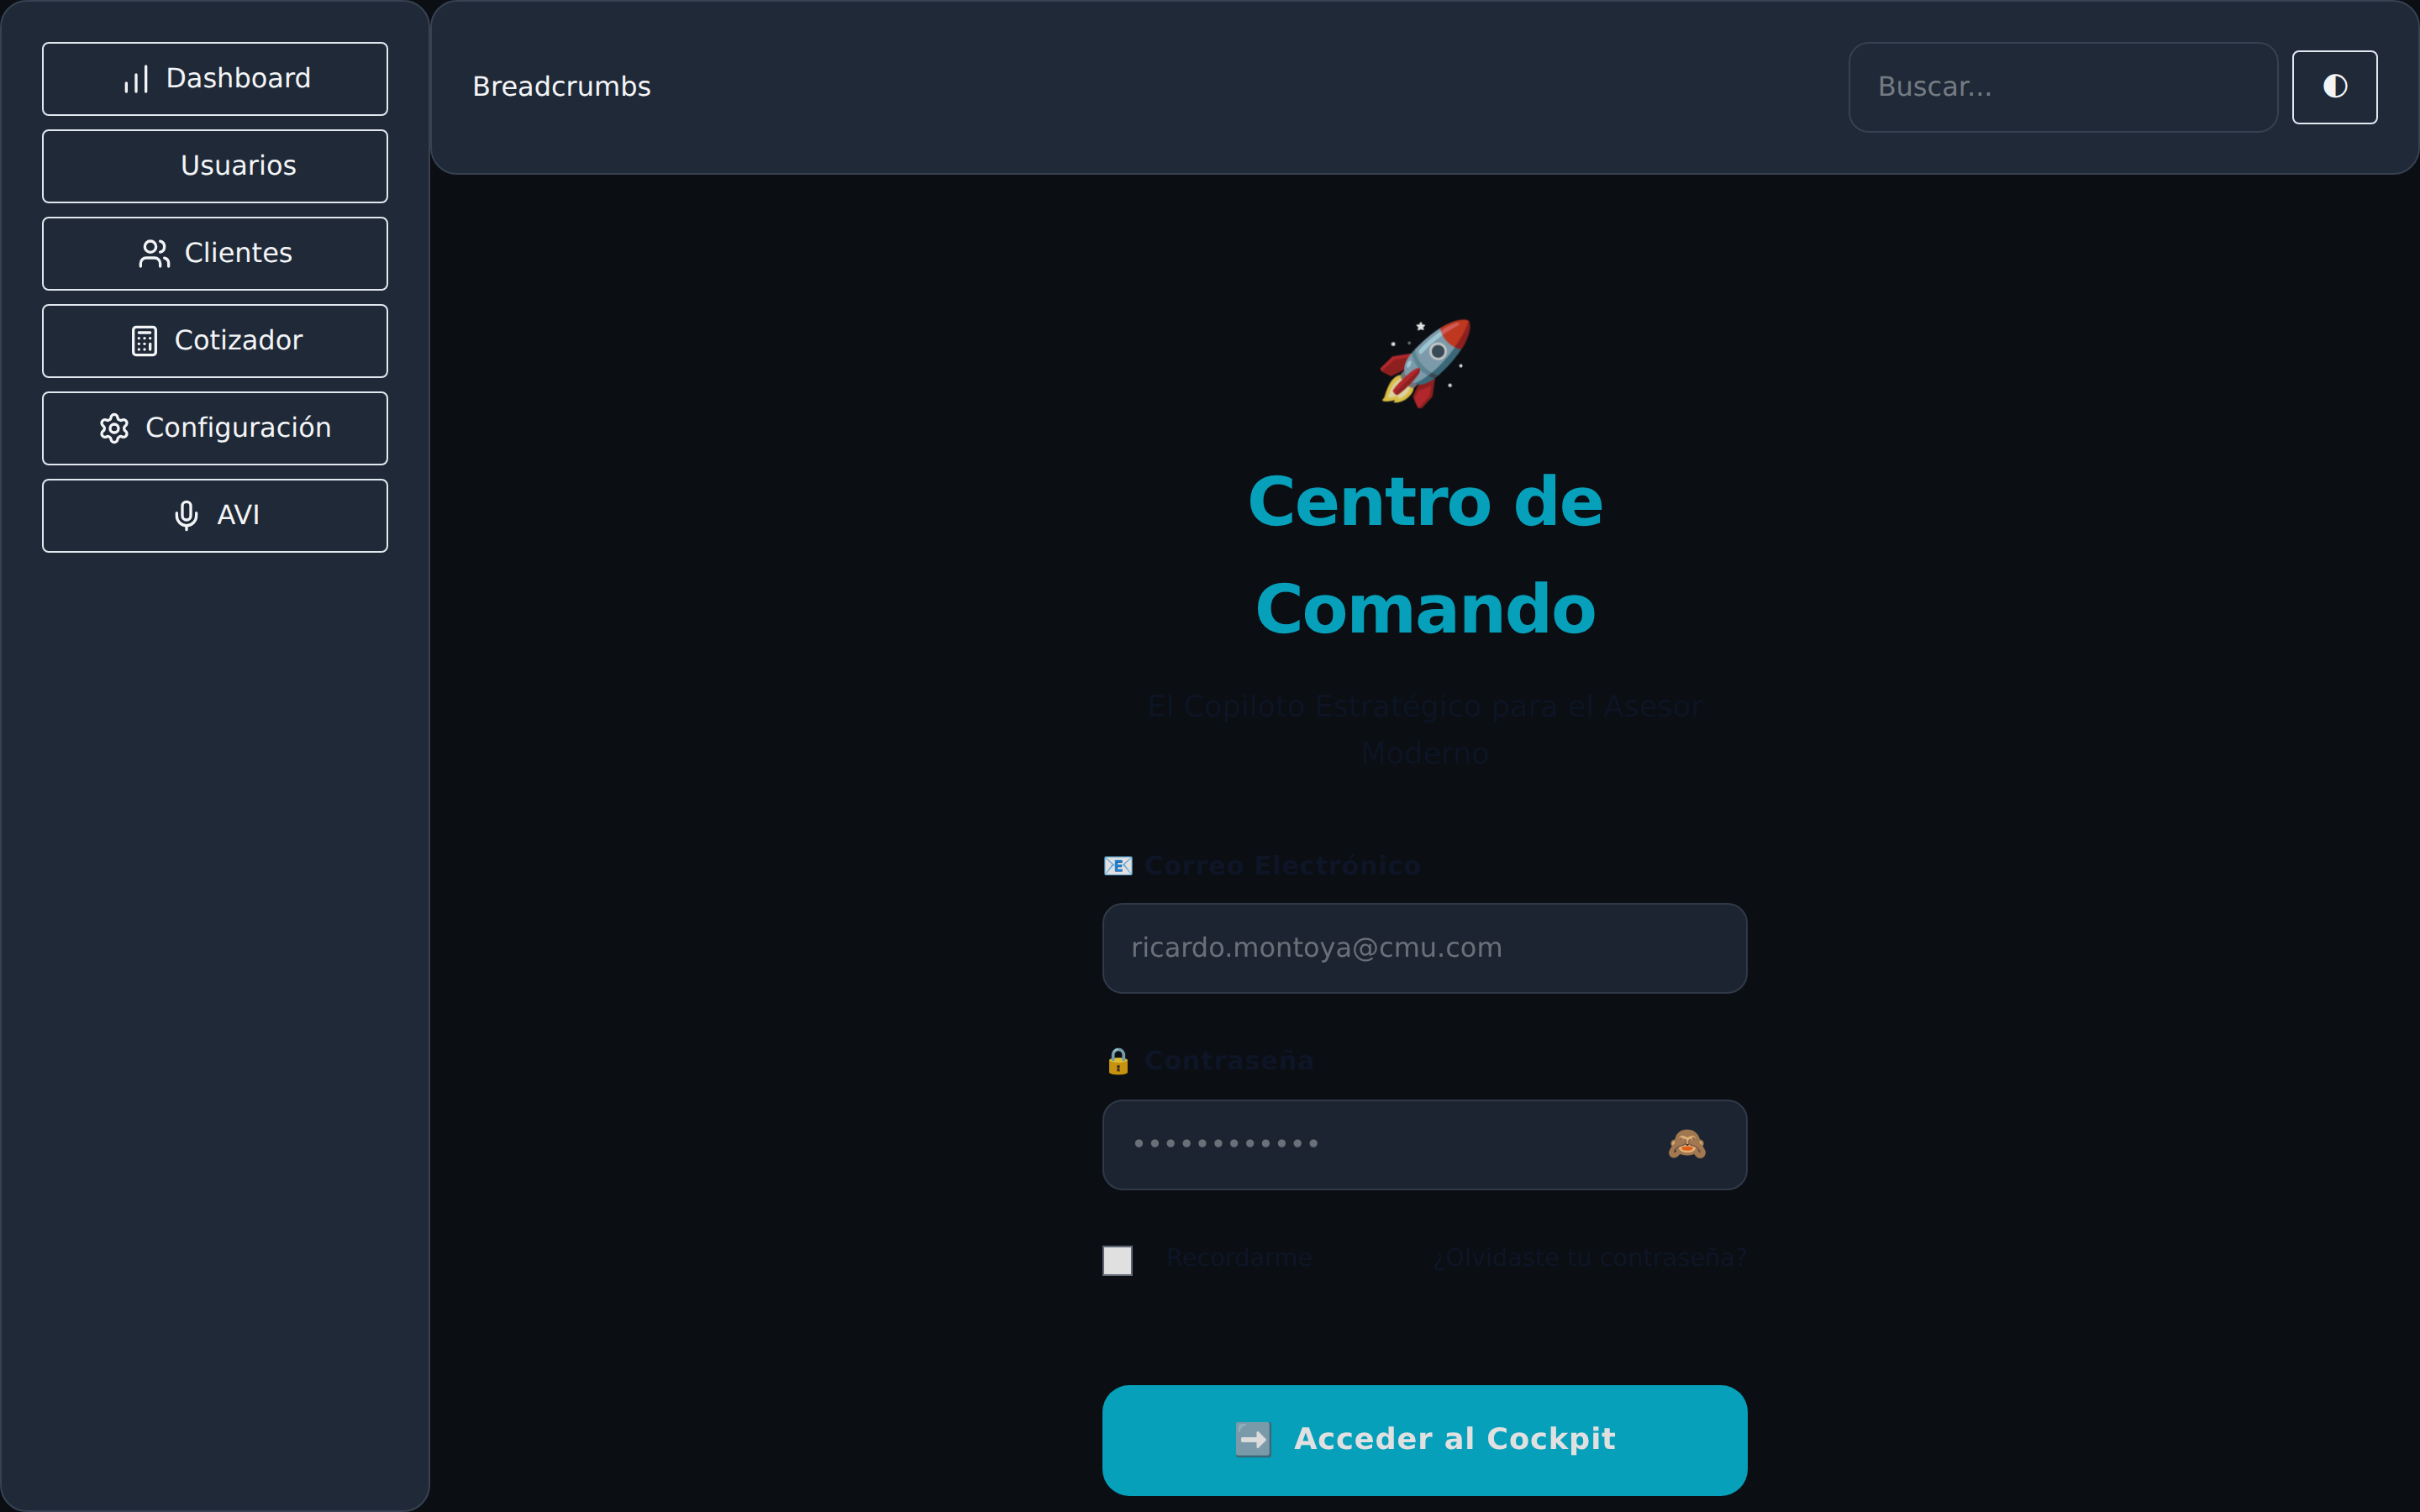 Dashboard
Usuarios
Clientes
Cotizador
Configuración
AVI
Breadcrumbs
Buscar...
Centro de
Comando
El Copiloto Estratégico para el Asesor
Moderno
Correo Electrónico
ricardo.montoya@cmu.com
Contraseña
••••••••••••
Recordarme
¿Olvidaste tu contraseña?
Acceder al Cockpit